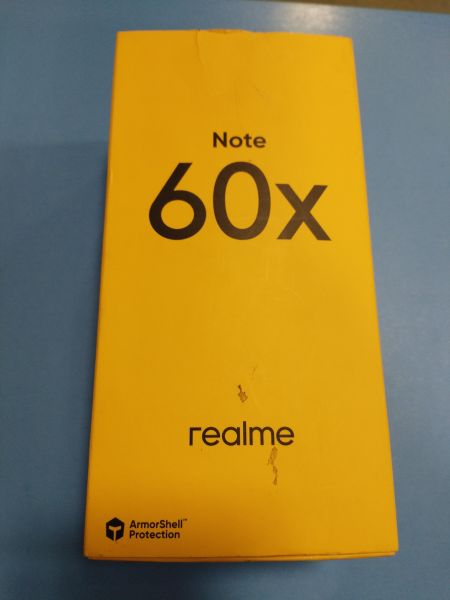 Note
60x
realme
ArmorShell™
Protection